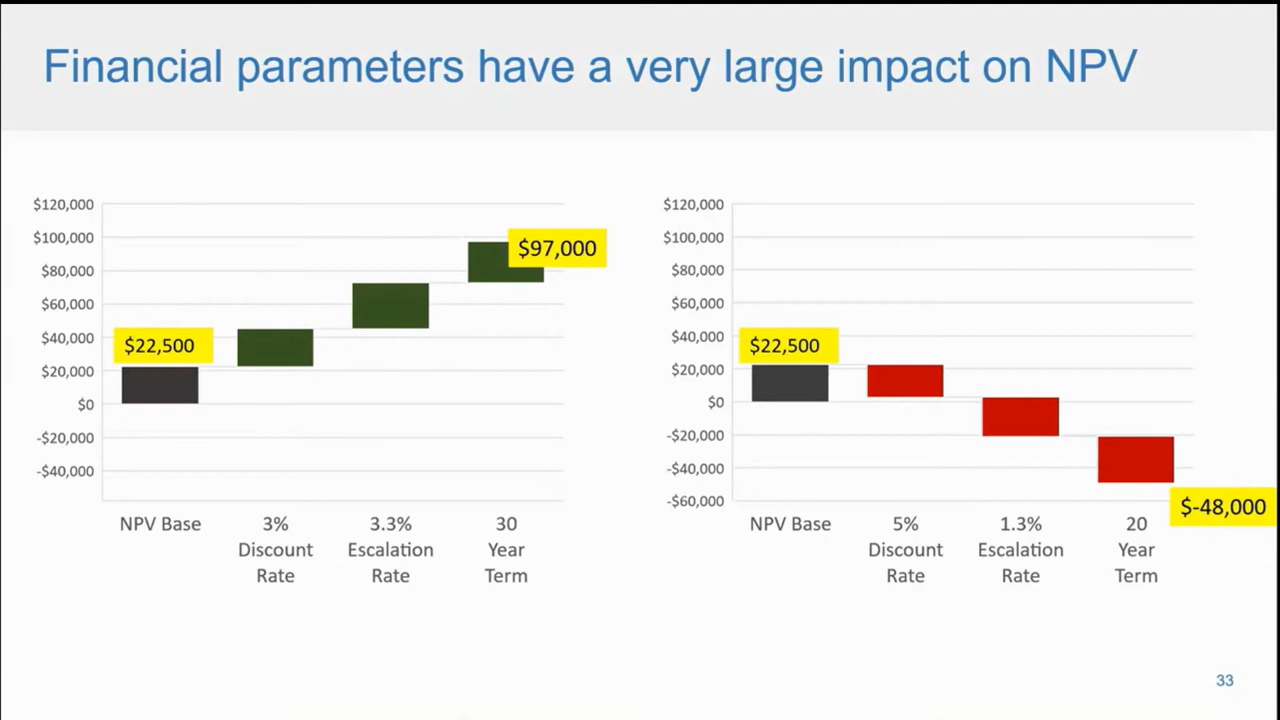 Financial parameters have a very large impact on NPV
$120,000
$100,000
$80,000
$60,000
$40,000
$20,000
$0
-$20,000
-$40,000
$22,500
$97,000
NPV Base
3%
Discount
Rate
3.3%
Escalation
Rate
30
Year
Term
$120,000
$100,000
$80,000
$60,000
$40,000
$20,000
$0
-$20,000
-$40,000
-$60,000
$22,500
$-48,000
NPV Base
5%
Discount
Rate
1.3%
Escalation
Rate
20
Year
Term
33